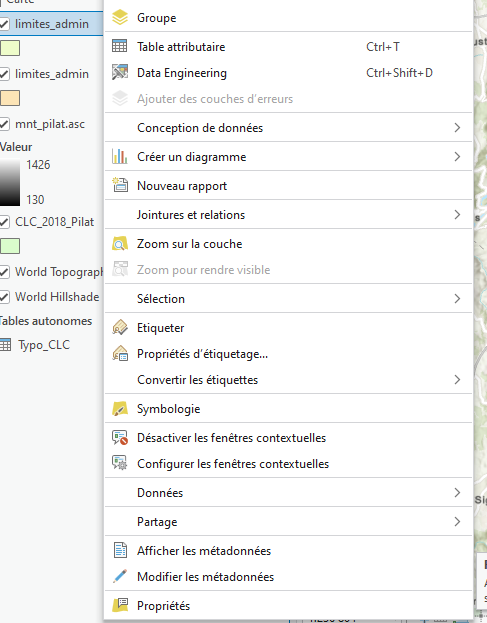 Carte
limites_admin
limites_admin
mnt_pilat.asc
Valeur
1426
130
CLC_2018_Pilat
World Topograph
World Hillshade
Tables autonomes
Typo_CLC
Groupe
Table attributaire Ctrl+T
Data Engineering Ctrl+Shift+D
Ajouter des couches d'erreurs
Conception de données
Créer un diagramme
Nouveau rapport
Jointures et relations
Zoom sur la couche
Zoom pour rendre visible
Sélection
Etiqueter
Propriétés d'étiquetage...
Convertir les étiquettes
Symbologie
Désactiver les fenêtres contextuelles
Configurer les fenêtres contextuelles
Données
Partage
Afficher les métadonnées
Modifier les métadonnées
Propriétés